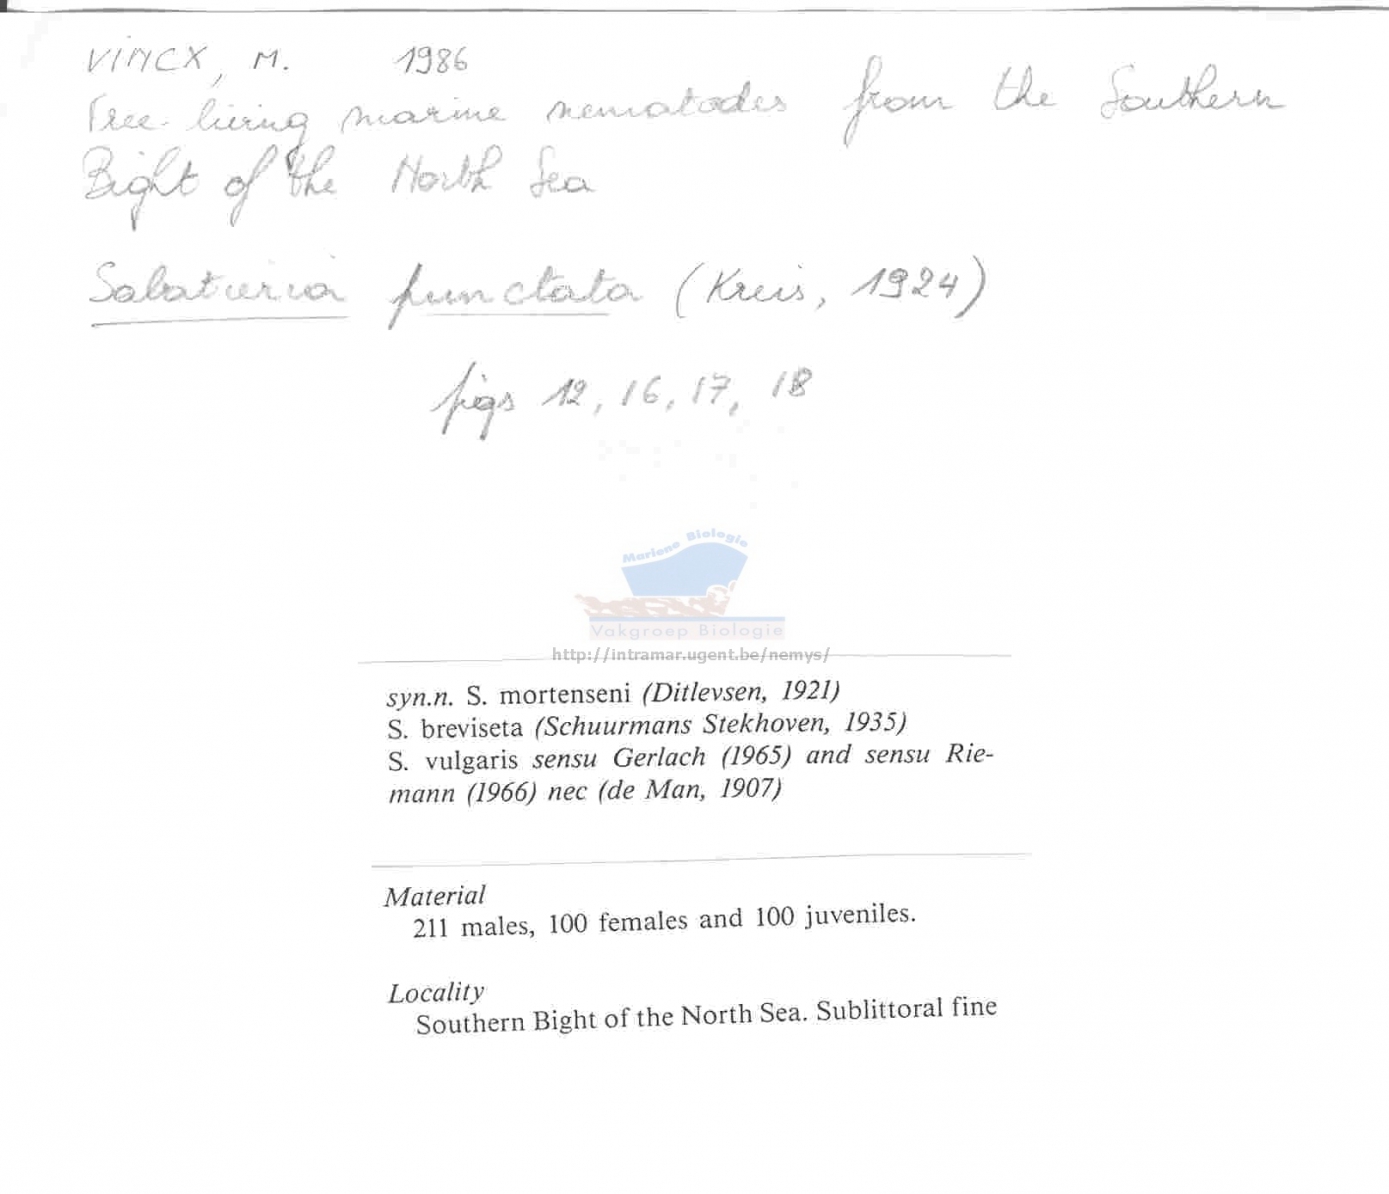 VINCX, M. 1986
Free-living marine nematodes from the Southern
Bight of the North Sea
Sabatieria punctata (Kreis, 1924)
figs 12, 16, 17, 18
Mariene Biologie
Vakgroep Biologie
http://intramar.ugent.be/nemys/
syn.n. S. mortenseni (Ditlevsen, 1921)
S. breviseta (Schuurmans Stekhoven, 1935)
S. vulgaris sensu Gerlach (1965) and sensu Rie-
mann (1966) nec (de Man, 1907)
Material
211 males, 100 females and 100 juveniles.
Locality
Southern Bight of the North Sea. Sublittoral fine